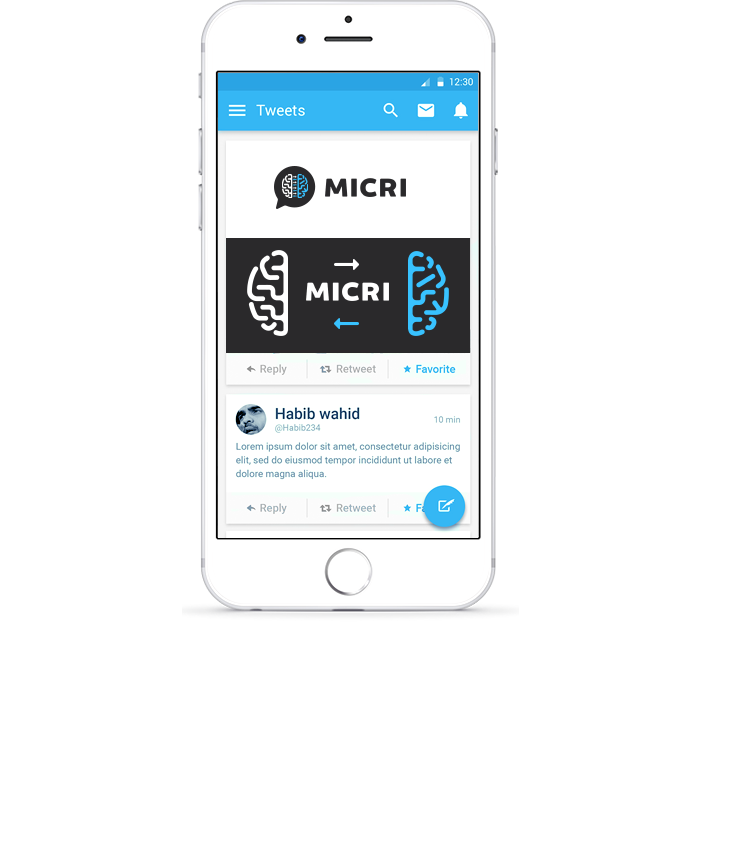 12:30
Tweets
MICRI
MICRI
Reply Retweet Favorite
Habib wahid
10 min
@Habib234
Lorem ipsum dolor sit amet, consectetur adipisicing
elit, sed do eiusmod tempor incididunt ut labore et
dolore magna aliqua.
Reply Retweet